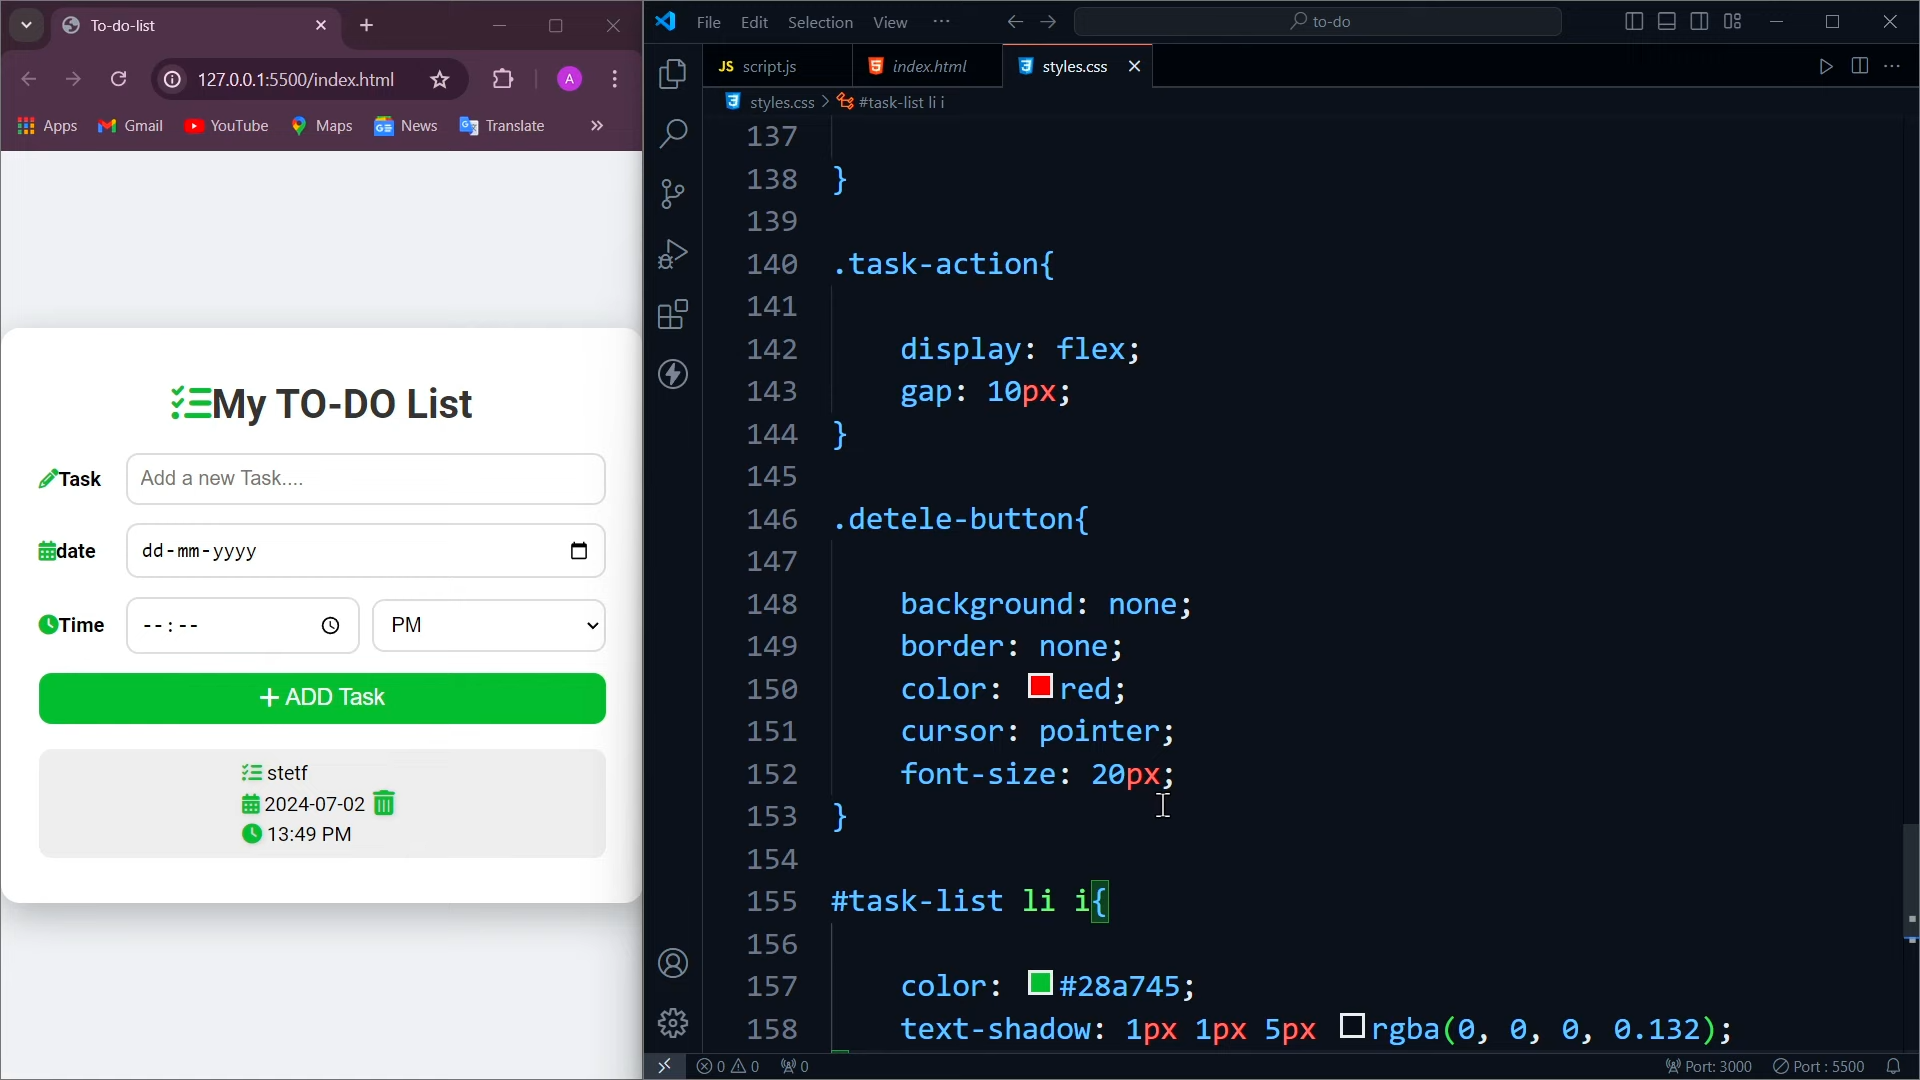 To-do-list
127.0.0.1:5500/index.html
A
Apps
Gmail
YouTube
Maps
News
Translate
My TO-DO List
Task
Add a new Task....
date
dd-mm-yyyy
Time
--:--
PM
ADD Task
stetf
2024-07-02
13:49 PM
File Edit Selection View ···
to-do
JS script.js
index.html
styles.css
styles.css > #task-list li i
137
138 }
139
140 .task-action{
141
142 display: flex;
143 gap: 10px;
144 }
145
146 .detele-button{
147
148 background: none;
149 border: none;
150 color: red;
151 cursor: pointer;
152 font-size: 20px;
153 }
154
155 #task-list li i{
156
157 color: #28a745;
158 text-shadow: 1px 1px 5px rgba(0, 0, 0, 0.132);
0 0 0 Port: 3000 Port : 5500